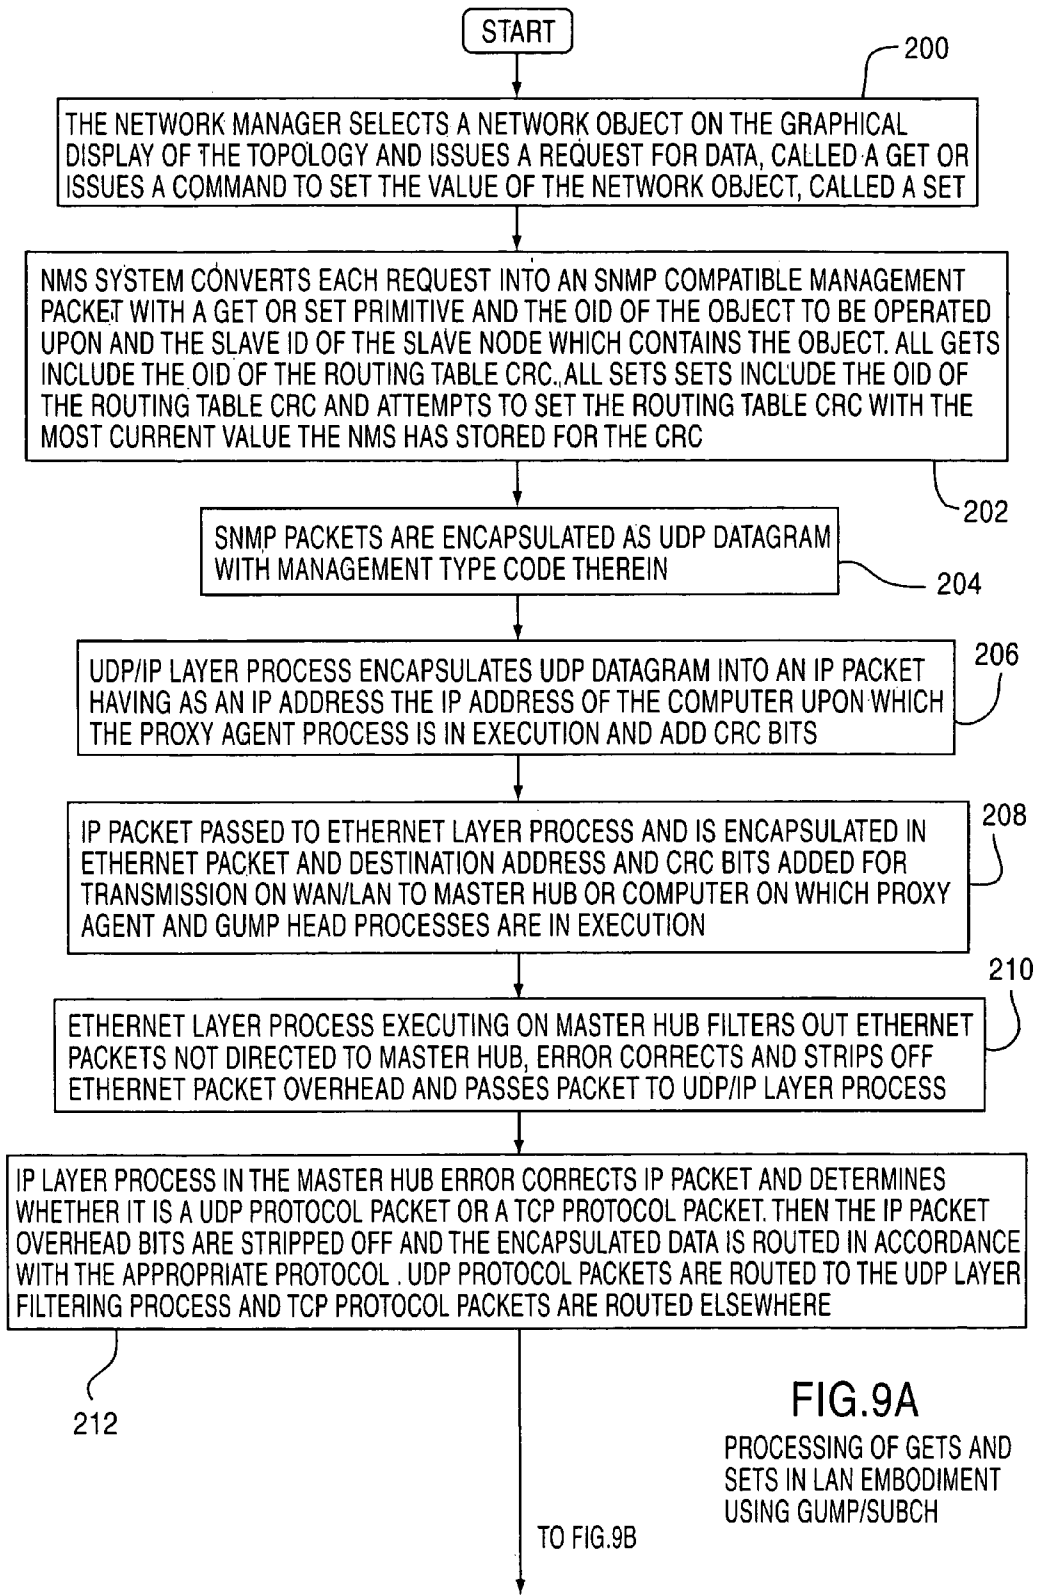 START
200
THE NETWORK MANAGER SELECTS A NETWORK OBJECT ON THE GRAPHICAL
DISPLAY OF THE TOPOLOGY AND ISSUES A REQUEST FOR DATA, CALLED A GET OR
ISSUES A COMMAND TO SET THE VALUE OF THE NETWORK OBJECT, CALLED A SET
NMS SYSTEM CONVERTS EACH REQUEST INTO AN SNMP COMPATIBLE MANAGEMENT
PACKET WITH A GET OR SET PRIMITIVE AND THE OID OF THE OBJECT TO BE OPERATED
UPON AND THE SLAVE ID OF THE SLAVE NODE WHICH CONTAINS THE OBJECT. ALL GETS
INCLUDE THE OID OF THE ROUTING TABLE CRC. ALL SETS SETS INCLUDE THE OID OF
THE ROUTING TABLE CRC AND ATTEMPTS TO SET THE ROUTING TABLE CRC WITH THE
MOST CURRENT VALUE THE NMS HAS STORED FOR THE CRC
202
SNMP PACKETS ARE ENCAPSULATED AS UDP DATAGRAM
WITH MANAGEMENT TYPE CODE THEREIN
204
UDP/IP LAYER PROCESS ENCAPSULATES UDP DATAGRAM INTO AN IP PACKET
HAVING AS AN IP ADDRESS THE IP ADDRESS OF THE COMPUTER UPON WHICH
THE PROXY AGENT PROCESS IS IN EXECUTION AND ADD CRC BITS
206
IP PACKET PASSED TO ETHERNET LAYER PROCESS AND IS ENCAPSULATED IN
ETHERNET PACKET AND DESTINATION ADDRESS AND CRC BITS ADDED FOR
TRANSMISSION ON WAN/LAN TO MASTER HUB OR COMPUTER ON WHICH PROXY
AGENT AND GUMP HEAD PROCESSES ARE IN EXECUTION
208
210
ETHERNET LAYER PROCESS EXECUTING ON MASTER HUB FILTERS OUT ETHERNET
PACKETS NOT DIRECTED TO MASTER HUB, ERROR CORRECTS AND STRIPS OFF
ETHERNET PACKET OVERHEAD AND PASSES PACKET TO UDP/IP LAYER PROCESS
IP LAYER PROCESS IN THE MASTER HUB ERROR CORRECTS IP PACKET AND DETERMINES
WHETHER IT IS A UDP PROTOCOL PACKET OR A TCP PROTOCOL PACKET. THEN THE IP PACKET
OVERHEAD BITS ARE STRIPPED OFF AND THE ENCAPSULATED DATA IS ROUTED IN ACCORDANCE
WITH THE APPROPRIATE PROTOCOL . UDP PROTOCOL PACKETS ARE ROUTED TO THE UDP LAYER
FILTERING PROCESS AND TCP PROTOCOL PACKETS ARE ROUTED ELSEWHERE
212
FIG.9A
PROCESSING OF GETS AND
SETS IN LAN EMBODIMENT
USING GUMP/SUBCH
TO FIG.9B